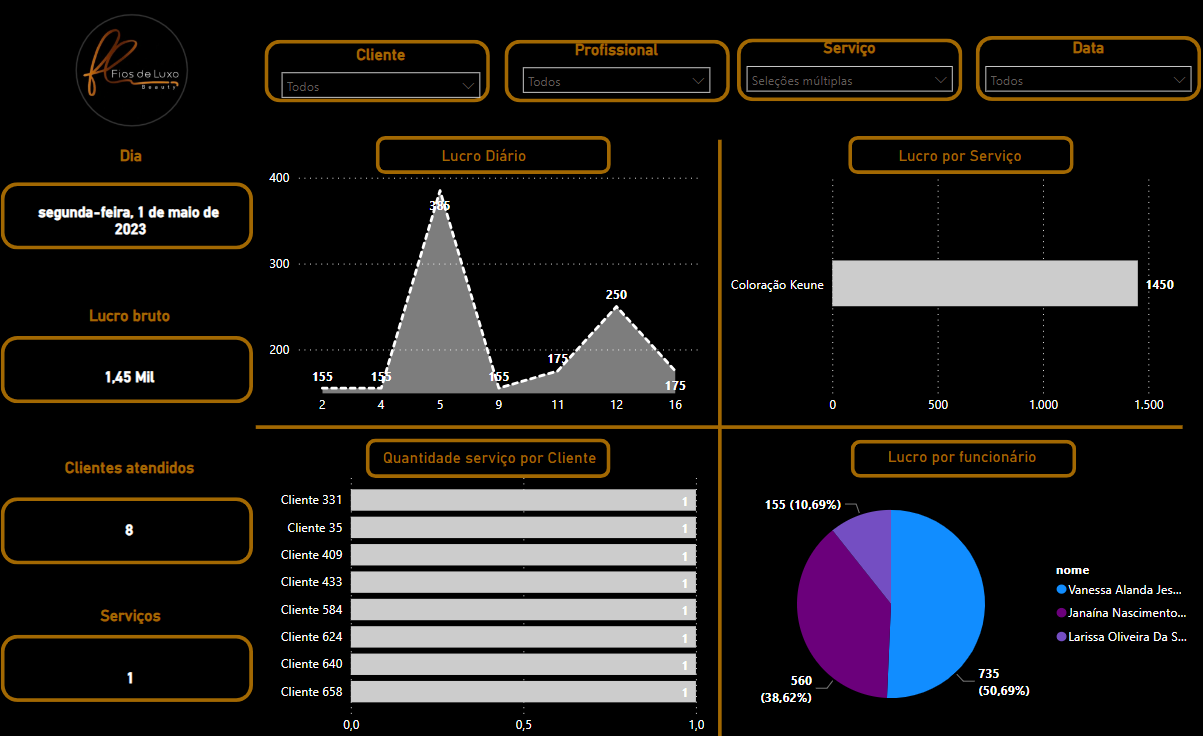 Fios de Luxo
Beauty
Cliente
Todos
Profissional
Todos
Serviço
Seleções múltiplas
Data
Todos
Dia
segunda-feira, 1 de maio de
2023
Lucro bruto
1,45 Mil
Clientes atendidos
8
Serviços
1
Lucro Diário
400
300
200
155
155
385
155
175
250
175
2
4
5
9
11
12
16
Lucro por Serviço
Coloração Keune
1450
0
500
1.000
1.500
Quantidade serviço por Cliente
Cliente 331
1
Cliente 35
1
Cliente 409
1
Cliente 433
1
Cliente 584
1
Cliente 624
1
Cliente 640
1
Cliente 658
1
0,0
0,5
1,0
Lucro por funcionário
155 (10,69%)
560
(38,62%)
735
(50,69%)
nome
Vanessa Alanda Jes...
Janaína Nascimento...
Larissa Oliveira Da S...